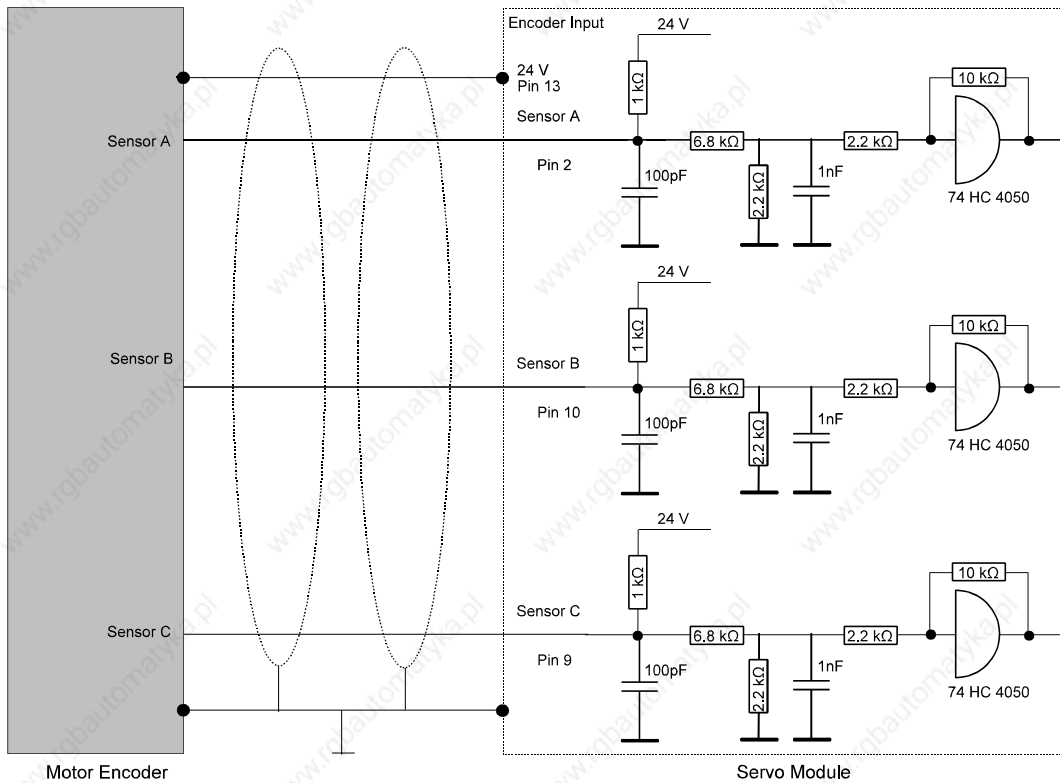 Encoder Input
24 V
24 V
Pin 13
1 kΩ
10 kΩ
Sensor A
Sensor A
6.8 kΩ
2.2 kΩ
Pin 2
100pF
2.2 kΩ
1nF
74 HC 4050
24 V
1 kΩ
10 kΩ
Sensor B
Sensor B
6.8 kΩ
2.2 kΩ
Pin 10
100pF
2.2 kΩ
1nF
74 HC 4050
24 V
1 kΩ
10 kΩ
Sensor C
Sensor C
6.8 kΩ
2.2 kΩ
Pin 9
100pF
2.2 kΩ
1nF
74 HC 4050
Motor Encoder
Servo Module
www.rgbautomatyka.pl